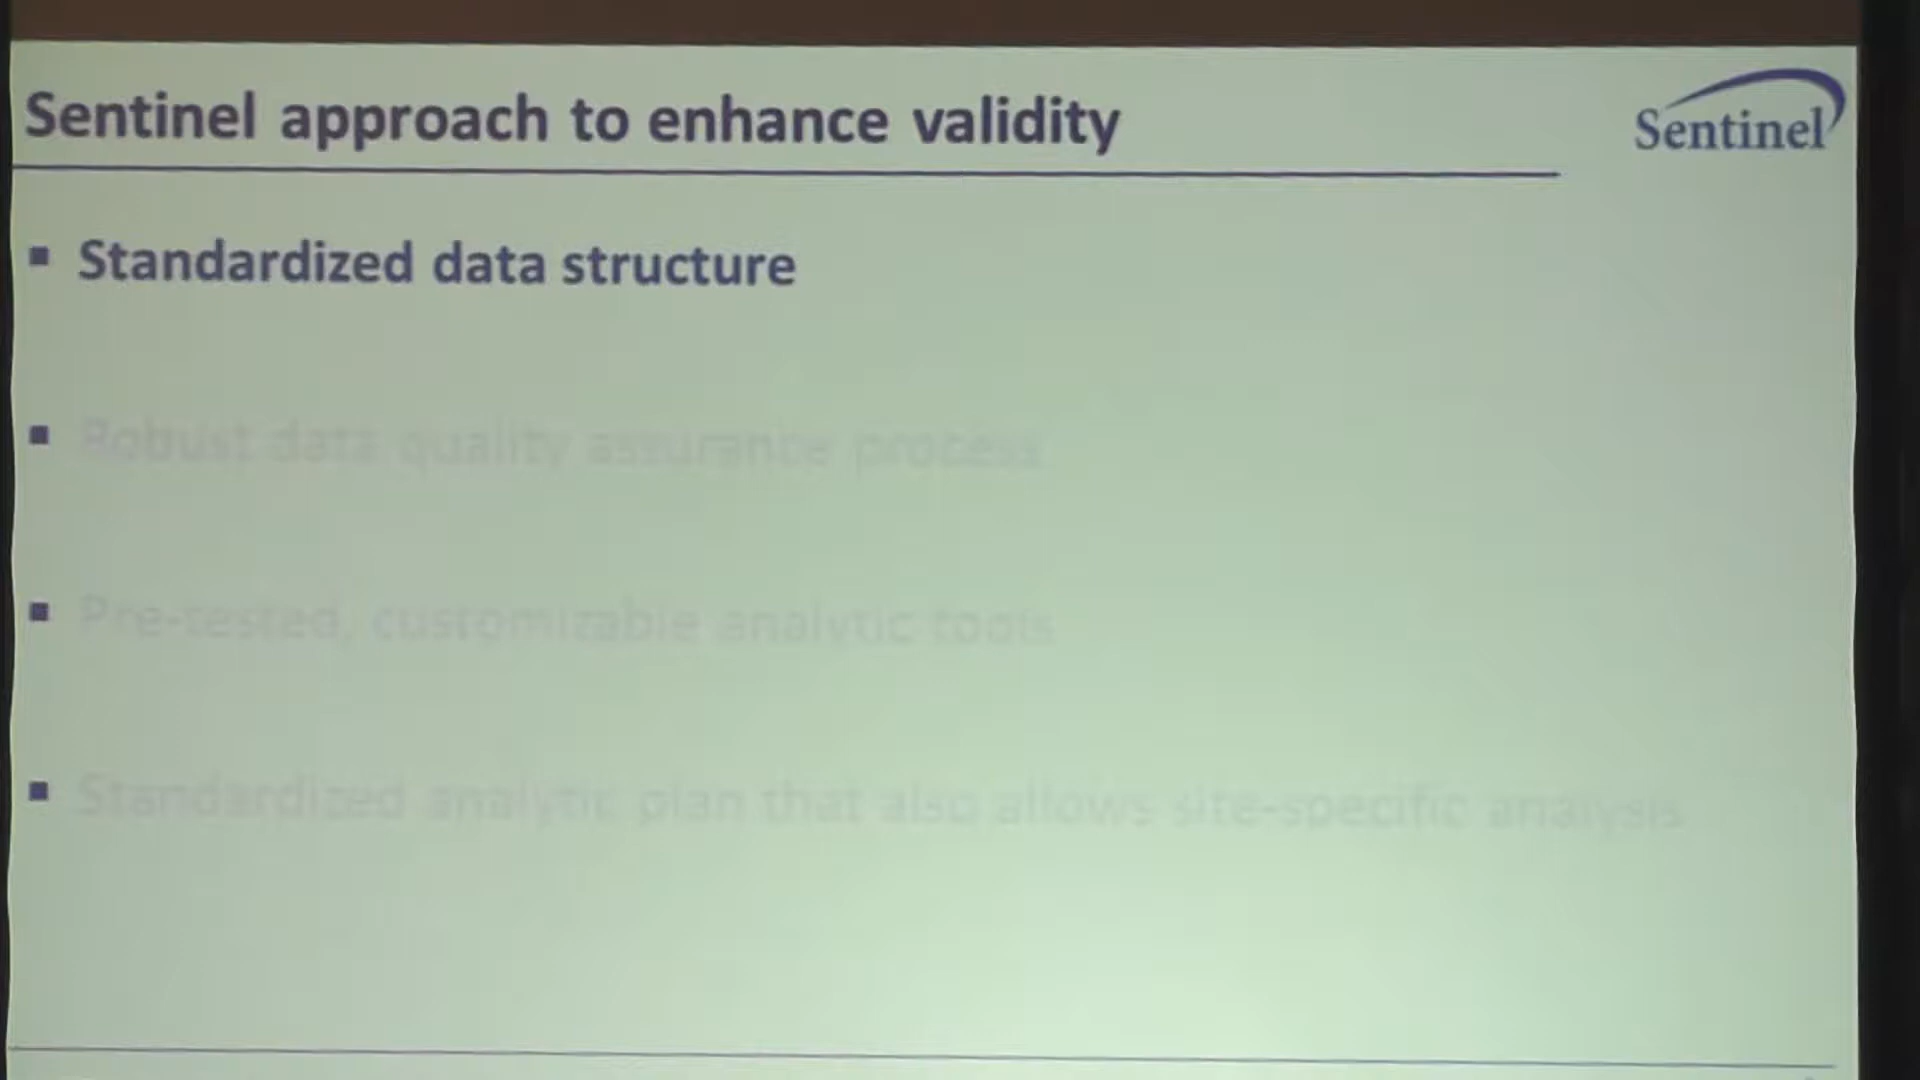 Sentinel approach to enhance validity
Sentinel
Standardized data structure
Robust data quality assurance process
Pre-tested, customizable analytic tools
Standardized analytic plan that also allows site-specific analysis